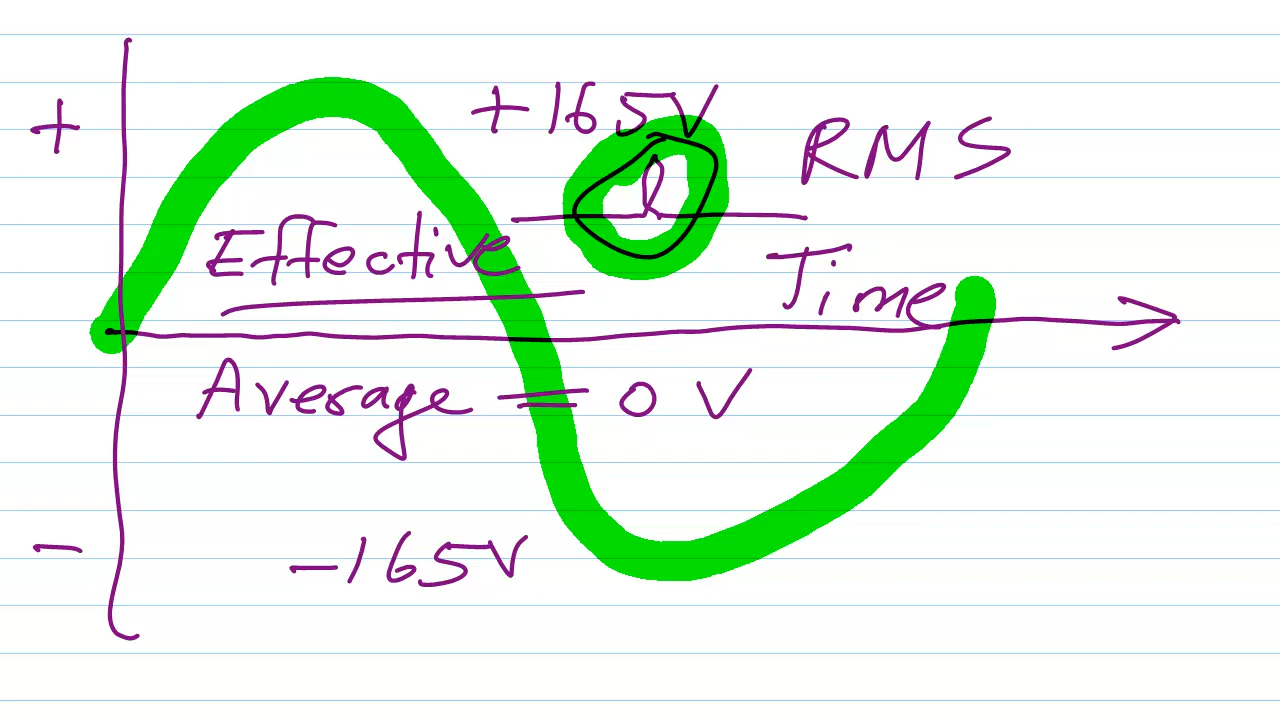 +
+165V
RMS
Effective
Time
Average = 0 V
-
-165V